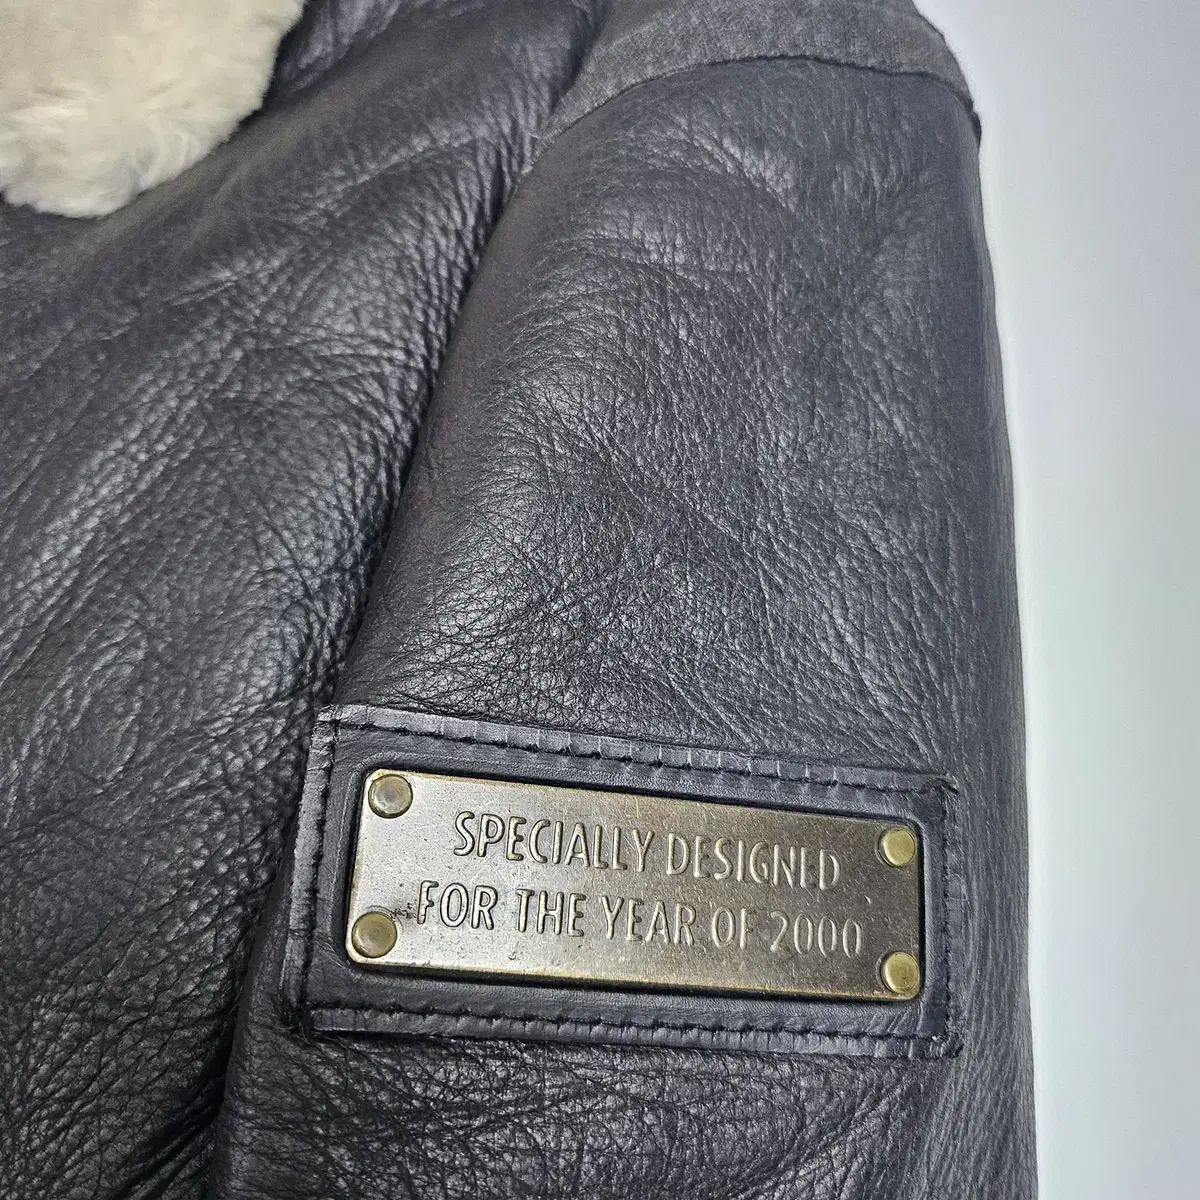 SPECIALLY DESIGNED
FOR THE YEAR OF 2000